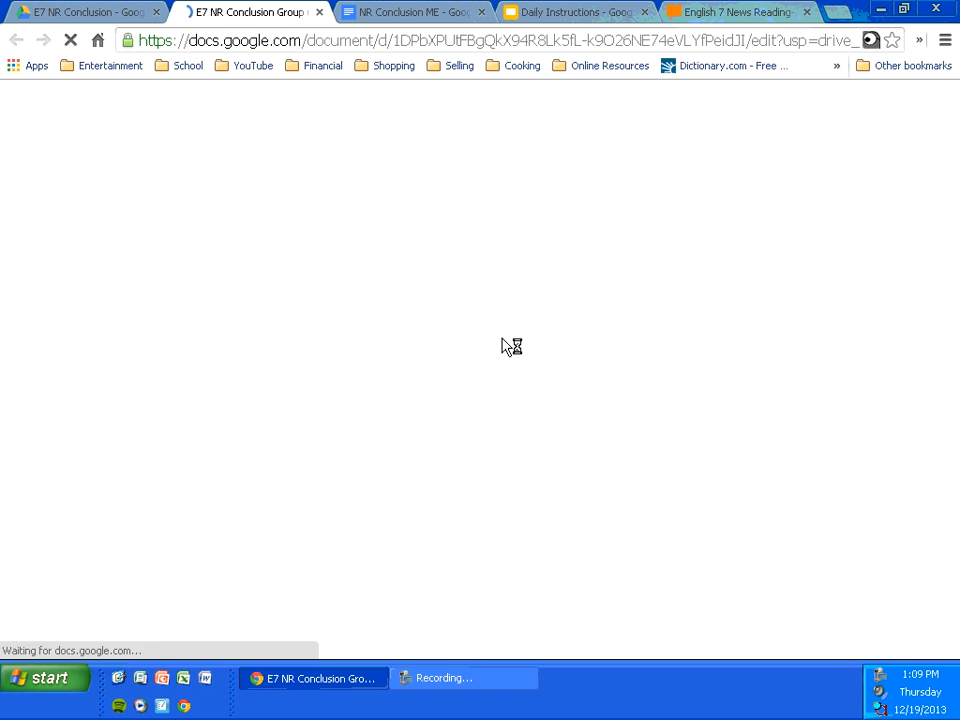 E7 NR Conclusion - Goog
E7 NR Conclusion Group
NR Conclusion ME - Goo
Daily Instructions - Goog
English 7 News Reading-
https://docs.google.com/document/d/1DPbXPUtFBgQkX94R8Lk5fL-k9O26NE74eVLYfPeidJI/edit?usp=drive_
»
Apps
Entertainment
School
YouTube
Financial
Shopping
Selling
Cooking
Online Resources
Dictionary.com - Free ...
»
Other bookmarks
Waiting for docs.google.com...
start
E7 NR Conclusion Gro...
Recording...
1:09 PM
Thursday
12/19/2013